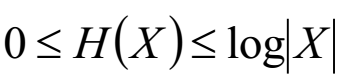 0 ≤ H(X) ≤ log|X|